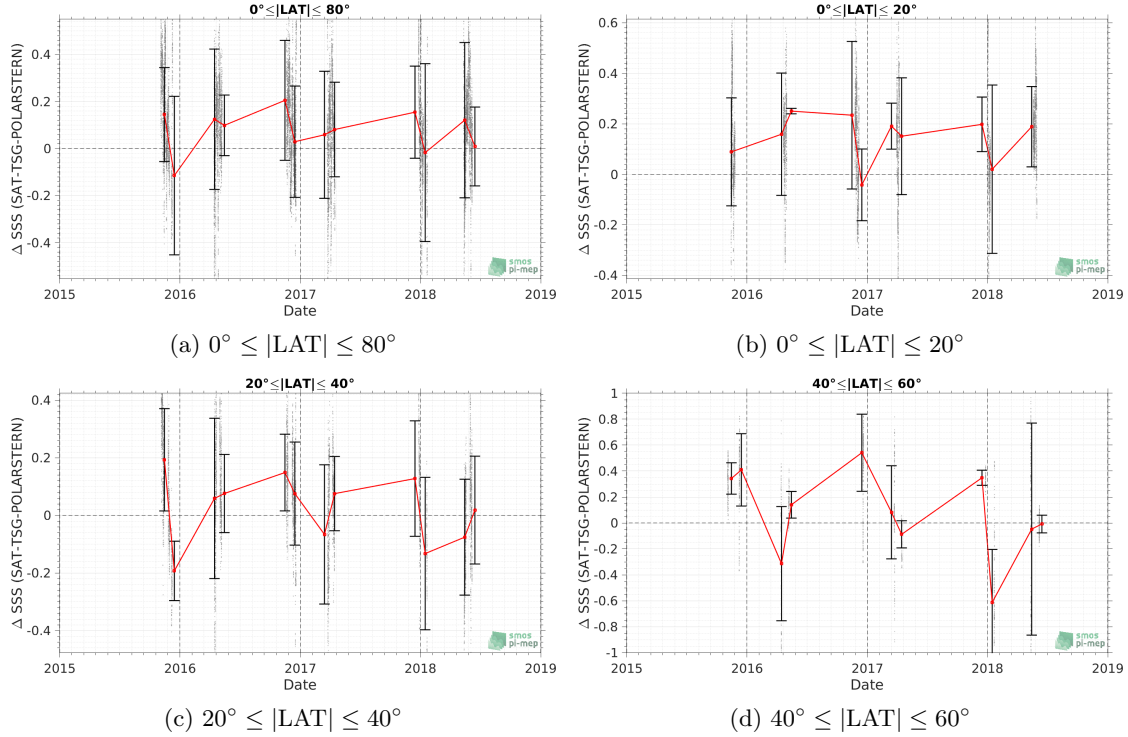 0°≤|LAT|≤ 80°
Δ SSS (SAT-TSG-POLARSTERN)
0.4
0.2
0
-0.2
-0.4
2015 2016 2017 2018 2019
Date
smos
pi-mep
(a) 0° ≤ |LAT| ≤ 80°
0°≤|LAT|≤ 20°
Δ SSS (SAT-TSG-POLARSTERN)
0.6
0.4
0.2
0
-0.2
-0.4
2015 2016 2017 2018 2019
Date
smos
pi-mep
(b) 0° ≤ |LAT| ≤ 20°
20°≤|LAT|≤ 40°
Δ SSS (SAT-TSG-POLARSTERN)
0.4
0.2
0
-0.2
-0.4
2015 2016 2017 2018 2019
Date
smos
pi-mep
(c) 20° ≤ |LAT| ≤ 40°
40°≤|LAT|≤ 60°
Δ SSS (SAT-TSG-POLARSTERN)
1
0.8
0.6
0.4
0.2
0
-0.2
-0.4
-0.6
-0.8
-1
2015 2016 2017 2018 2019
Date
smos
pi-mep
(d) 40° ≤ |LAT| ≤ 60°